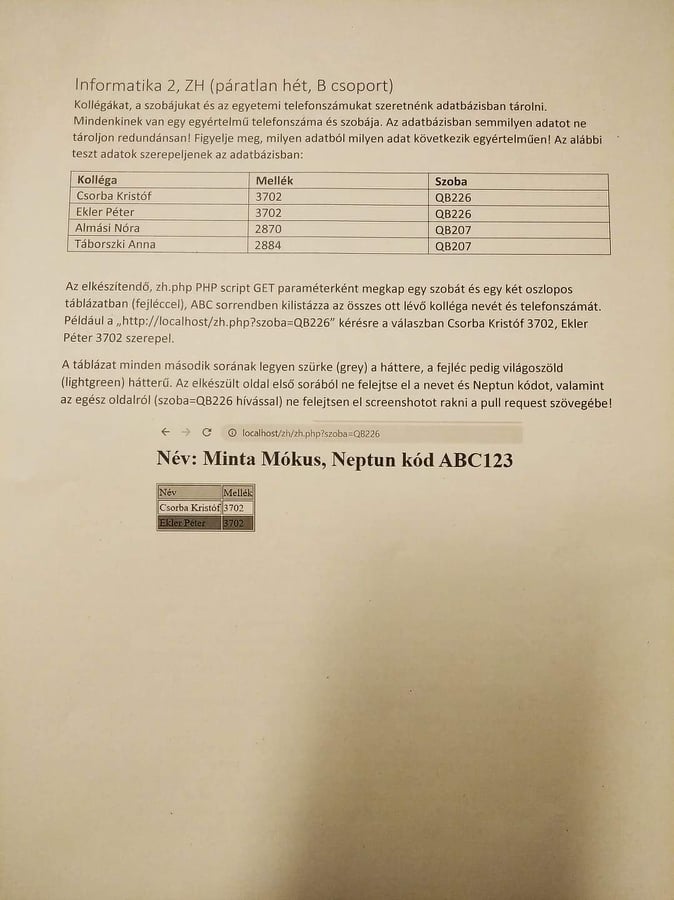 Informatika 2, ZH (páratlan hét, B csoport)
Kollégákat, a szobájukat és az egyetemi telefonszámukat szeretnénk adatbázisban tárolni.
Mindenkinek van egy egyértelmű telefonszáma és szobája. Az adatbázisban semmilyen adatot ne
tároljon redundánsan! Figyelje meg, milyen adatból milyen adat következik egyértelműen! Az alábbi
teszt adatok szerepeljenek az adatbázisban:
Kolléga Mellék Szoba
Csorba Kristóf 3702 QB226
Ekler Péter 3702 QB226
Almási Nóra 2870 QB207
Táborszki Anna 2884 QB207
Az elkészítendő, zh.php PHP script GET paraméterként megkap egy szobát és egy két oszlopos
táblázatban (fejléccel), ABC sorrendben kilistázza az összes ott lévő kolléga nevét és telefonszámát.
Például a „http://localhost/zh.php?szoba=QB226” kérésre a válaszban Csorba Kristóf 3702, Ekler
Péter 3702 szerepel.
A táblázat minden második sorának legyen szürke (grey) a háttere, a fejléc pedig világoszöld
(lightgreen) hátterű. Az elkészült oldal első sorából ne felejtse el a nevet és Neptun kódot, valamint
az egész oldalról (szoba=QB226 hívással) ne felejtsen el screenshotot rakni a pull request szövegébe!
localhost/zh/zh.php?szoba=QB226
Név: Minta Mókus, Neptun kód ABC123
Név Mellék
Csorba Kristóf 3702
Ekler Péter 3702